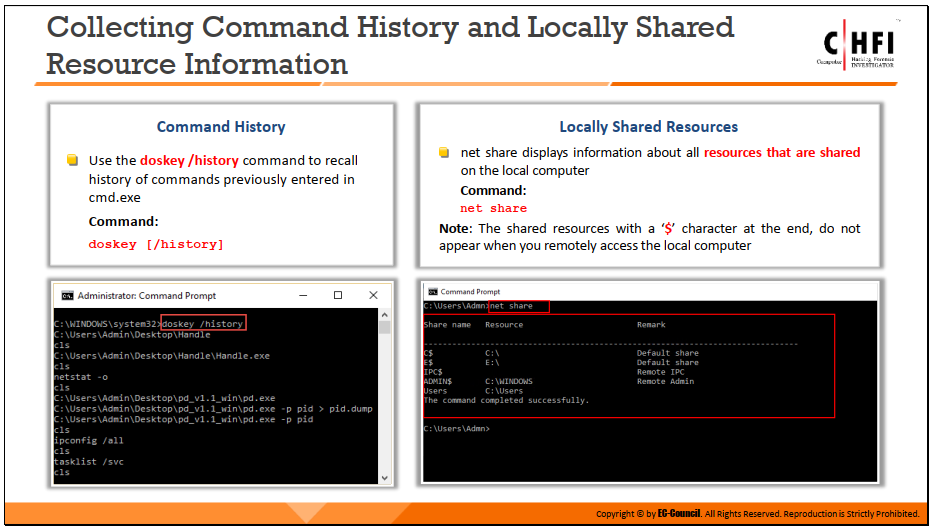 Collecting Command History and Locally Shared
Resource Information
CHFI
Computer Hacking Forensic
INVESTIGATOR
Command History
Use the doskey /history command to recall
history of commands previously entered in
cmd.exe
Command:
doskey [/history]
Locally Shared Resources
net share displays information about all resources that are shared
on the local computer
Command:
net share
Note: The shared resources with a ‘$’ character at the end, do not
appear when you remotely access the local computer
Administrator: Command Prompt
C:\WINDOWS\system32>doskey /history
C:\Users\Admin\Desktop\Handle
cls
C:\Users\Admin\Desktop\Handle\Handle.exe
cls
netstat -o
cls
C:\Users\Admin\Desktop\pd_v1.1_win\pd.exe
C:\Users\Admin\Desktop\pd_v1.1_win\pd.exe -p pid > pid.dump
C:\Users\Admin\Desktop\pd_v1.1_win\pd.exe -p pid
cls
ipconfig /all
cls
tasklist /svc
cls
Command Prompt
C:\Users\Admn>net share
Share name Resource Remark
-------------------------------------------------------------------------------
C$ C:\ Default share
E$ E:\ Default share
IPC$ Remote IPC
ADMIN$ C:\WINDOWS Remote Admin
Users C:\Users
The command completed successfully.
C:\Users\Admn>
Copyright © by EC-Council. All Rights Reserved. Reproduction is Strictly Prohibited.